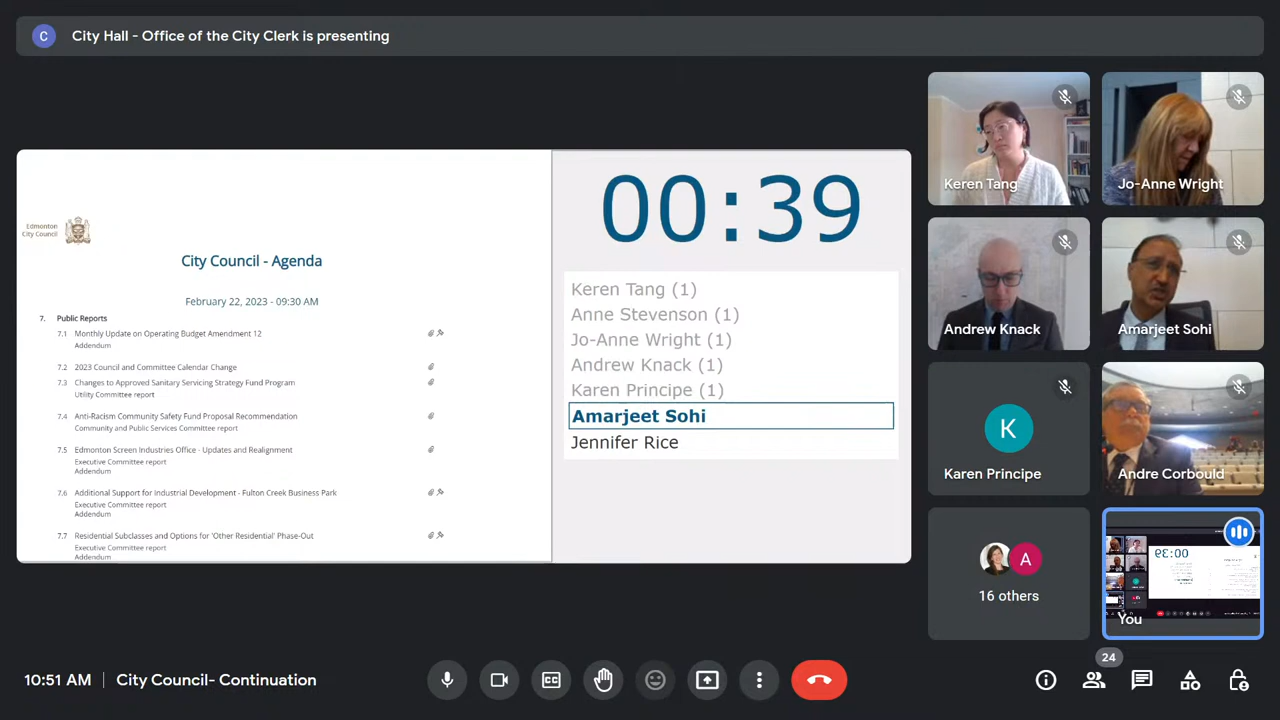 C
City Hall - Office of the City Clerk is presenting
Edmonton
City Council
City Council - Agenda
February 22, 2023 - 09:30 AM
7. Public Reports
7.1 Monthly Update on Operating Budget Amendment 12
Addendum
7.2 2023 Council and Committee Calendar Change
7.3 Changes to Approved Sanitary Servicing Strategy Fund Program
Utility Committee report
7.4 Anti-Racism Community Safety Fund Proposal Recommendation
Community and Public Services Committee report
7.5 Edmonton Screen Industries Office - Updates and Realignment
Executive Committee report
Addendum
7.6 Additional Support for Industrial Development - Fulton Creek Business Park
Executive Committee report
Addendum
7.7 Residential Subclasses and Options for 'Other Residential' Phase-Out
Executive Committee report
Addendum
00:39
Keren Tang (1)
Anne Stevenson (1)
Jo-Anne Wright (1)
Andrew Knack (1)
Karen Principe (1)
Amarjeet Sohi
Jennifer Rice
Keren Tang
Jo-Anne Wright
Andrew Knack
Amarjeet Sohi
K
Karen Principe
Andre Corbould
A
16 others
00:39
You
10:51 AM | City Council- Continuation
CC
24